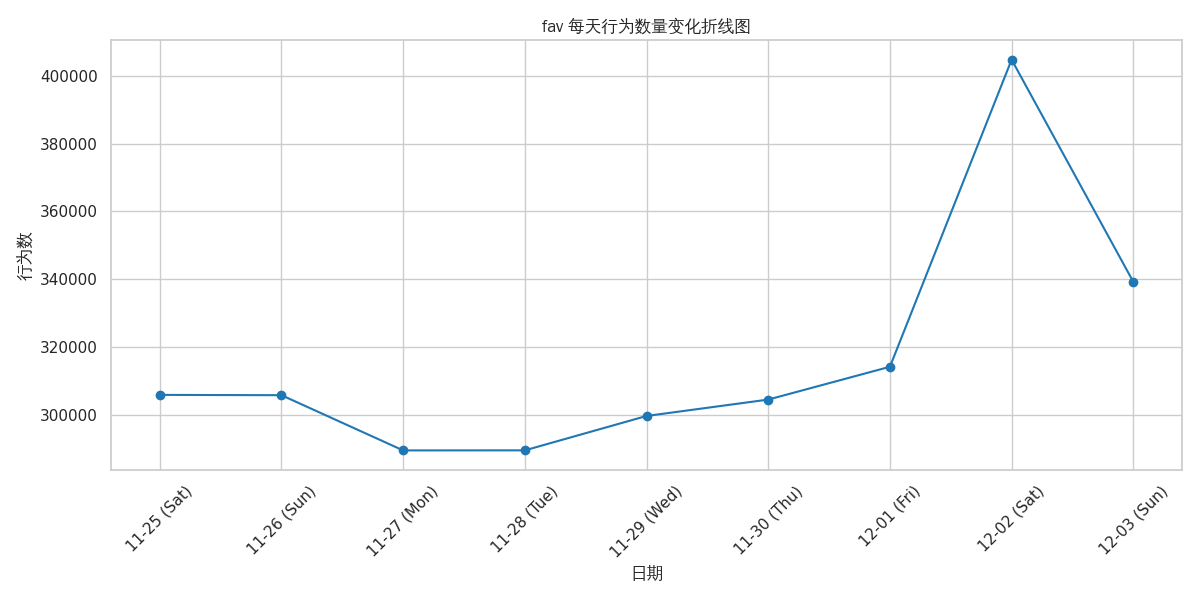 fav 每天行为数量变化折线图
行为数
400000
380000
360000
340000
320000
300000
11-25 (Sat)
11-26 (Sun)
11-27 (Mon)
11-28 (Tue)
11-29 (Wed)
11-30 (Thu)
12-01 (Fri)
12-02 (Sat)
12-03 (Sun)
日期